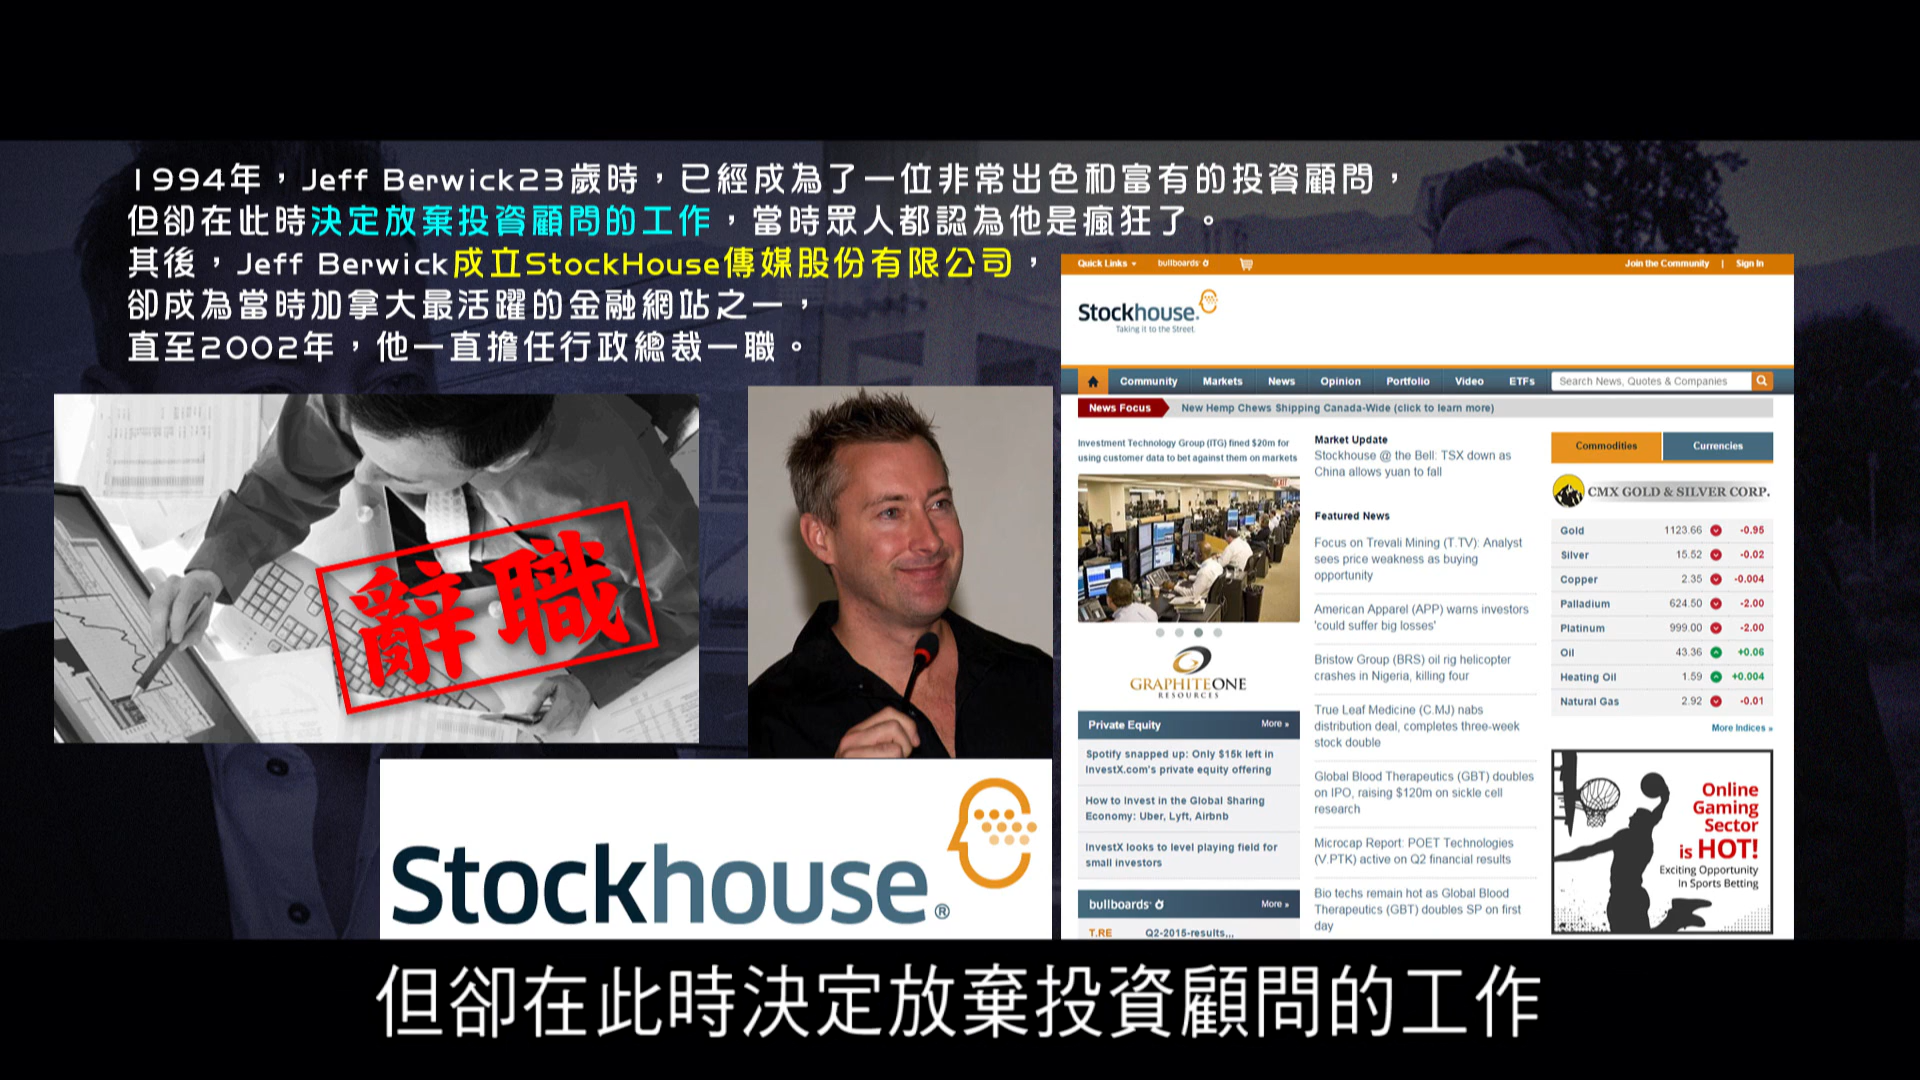 1994年，Jeff Berwick23歲時，已經成為了一位非常出色和富有的投資顧問，
但卻在此時決定放棄投資顧問的工作，當時眾人都認為他是瘋狂了。
其後，Jeff Berwick成立StockHouse傳媒股份有限公司，
卻成為當時加拿大最活躍的金融網站之一，
直至2002年，他一直擔任行政總裁一職。
辭職
Stockhouse®
Quick Links
bullboards
Join the Community | Sign In
Stockhouse.
Taking it to the Street.
Community Markets News Opinion Portfolio Video ETFs
Search News, Quotes & Companies
News Focus
New Hemp Chews Shipping Canada-Wide (click to learn more)
Investment Technology Group (ITG) fined $20m for
using customer data to bet against them on markets
GRAPHITEONE
RESOURCES
Private Equity More »
Spotify snapped up: Only $15k left in
InvestX.com's private equity offering
How to Invest in the Global Sharing
Economy: Uber, Lyft, Airbnb
InvestX looks to level playing field for
small investors
bullboards More »
T.RE Q2-2015-results...
Market Update
Stockhouse @ the Bell: TSX down as
China allows yuan to fall
Featured News
Focus on Trevali Mining (T.TV): Analyst
sees price weakness as buying
opportunity
American Apparel (APP) warns investors
'could suffer big losses'
Bristow Group (BRS) oil rig helicopter
crashes in Nigeria, killing four
True Leaf Medicine (C.MJ) nabs
distribution deal, completes three-week
stock double
Global Blood Therapeutics (GBT) doubles
on IPO, raising $120m on sickle cell
research
Microcap Report: POET Technologies
(V.PTK) active on Q2 financial results
Bio techs remain hot as Global Blood
Therapeutics (GBT) doubles SP on first
day
Commodities Currencies
CMX GOLD & SILVER CORP.
Gold 1123.66 -0.95
Silver 15.52 -0.02
Copper 2.35 -0.004
Palladium 624.50 -2.00
Platinum 999.00 -2.00
Oil 43.36 +0.06
Heating Oil 1.59 +0.004
Natural Gas 2.92 -0.01
More Indices »
Online
Gaming
Sector
is HOT!
Exciting Opportunity
In Sports Betting
但卻在此時決定放棄投資顧問的工作